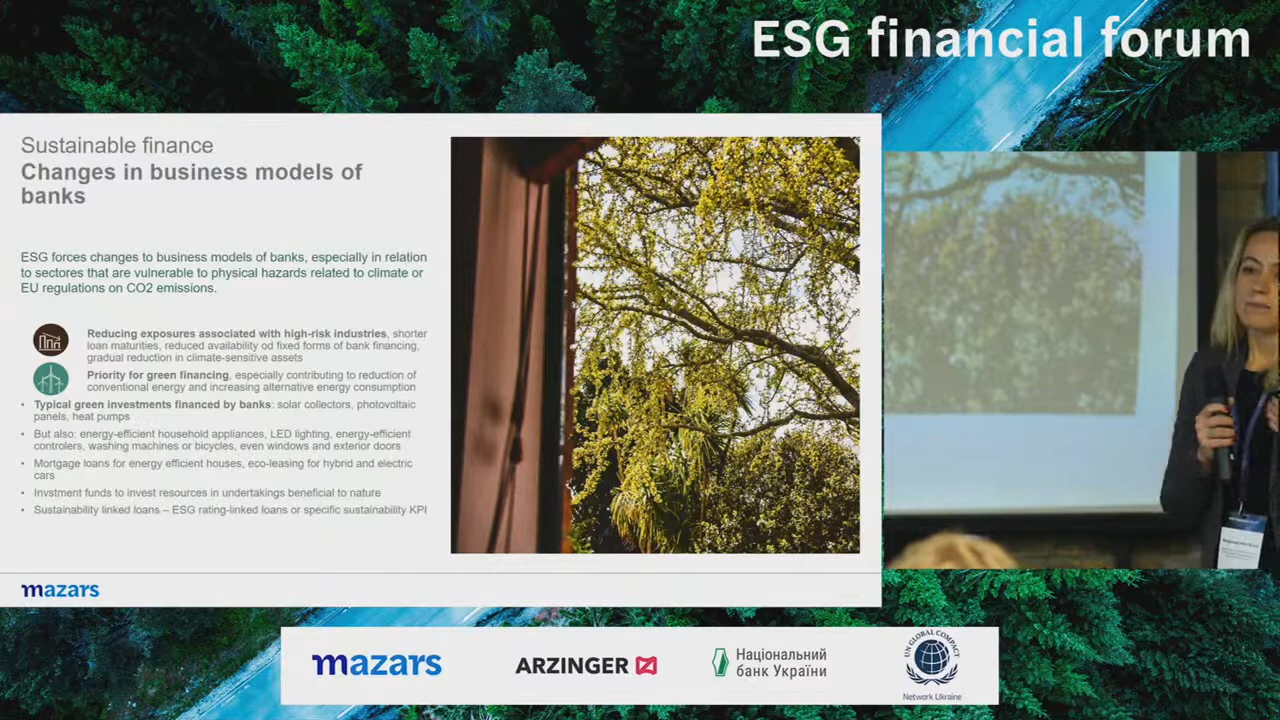 ESG financial forum
Sustainable finance
Changes in business models of
banks
ESG forces changes to business models of banks, especially in relation
to sectores that are vulnerable to physical hazards related to climate or
EU regulations on CO2 emissions.
Reducing exposures associated with high-risk industries, shorter
loan maturities, reduced availability od fixed forms of bank financing,
gradual reduction in climate-sensitive assets
Priority for green financing, especially contributing to reduction of
conventional energy and increasing alternative energy consumption
• Typical green investments financed by banks: solar collectors, photovoltaic
panels, heat pumps
• But also: energy-efficient household appliances, LED lighting, energy-efficient
controlers, washing machines or bicycles, even windows and exterior doors
• Mortgage loans for energy efficient houses, eco-leasing for hybrid and electric
cars
• Invstment funds to invest resources in undertakings beneficial to nature
• Sustainability linked loans – ESG rating-linked loans or specific sustainability KPI
mazars
mazars
ARZINGER
Національний
банк України
UN GLOBAL COMPACT
Network Ukraine